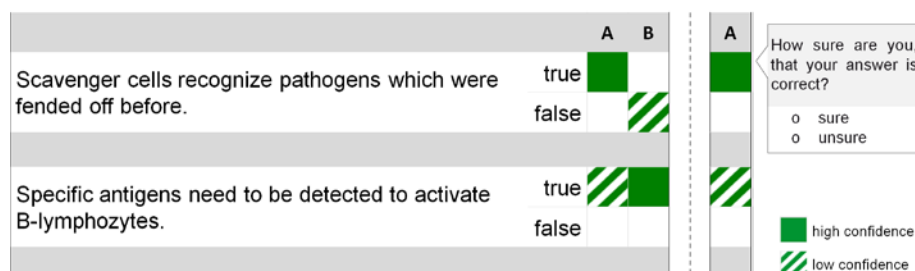 A B A
How sure are you, that your answer is correct?
o sure
o unsure
Scavenger cells recognize pathogens which were
fended off before.
true
false
Specific antigens need to be detected to activate
B-lymphozytes.
true
false
high confidence
low confidence